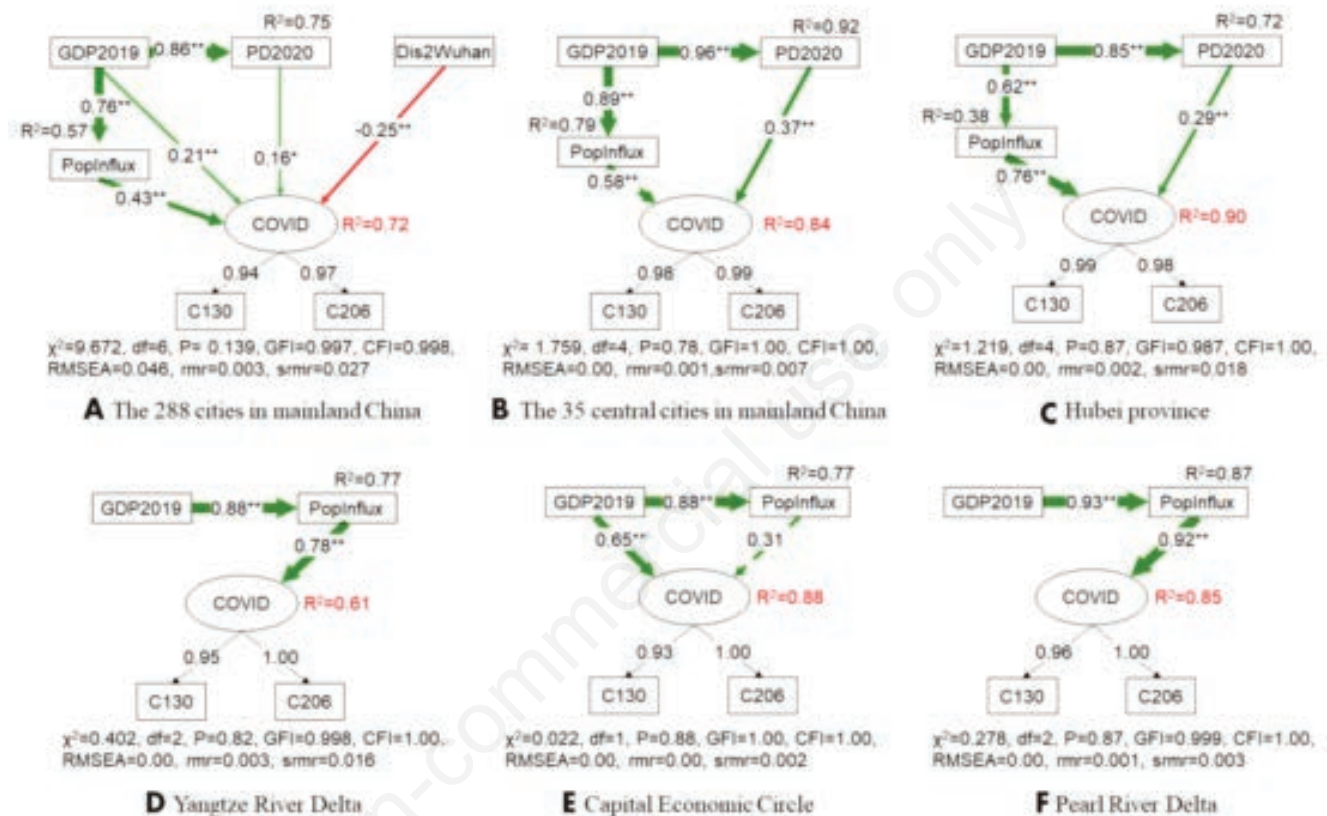 R²=0.75
GDP2019 0.86** PD2020 Dis2Wuhan
0.76**
R²=0.57
PopInflux
0.21** 0.16* -0.25**
0.43**
COVID R²=0.72
0.94 0.97
C130 C206
χ²=9.672, df=6, P= 0.139, GFI=0.997, CFI=0.998,
RMSEA=0.046, rmr=0.003, srmr=0.027
A The 288 cities in mainland China
R²=0.92
GDP2019 0.96** PD2020
0.89**
R²=0.79
PopInflux
0.37**
0.58**
COVID R²=0.84
0.98 0.99
C130 C206
χ²= 1.759, df=4, P=0.78, GFI=1.00, CFI=1.00,
RMSEA=0.00, rmr=0.001,srmr=0.007
B The 35 central cities in mainland China
R²=0.72
GDP2019 0.85** PD2020
0.62**
R²=0.38
PopInflux
0.29**
0.76**
COVID R²=0.90
0.99 0.98
C130 C206
χ²=1.219, df=4, P=0.87, GFI=0.987, CFI=1.00,
RMSEA=0.00, rmr=0.002, srmr=0.018
C Hubei province
R²=0.77
GDP2019 0.88** PopInflux
0.78**
COVID R²=0.61
0.95 1.00
C130 C206
χ²=0.402, df=2, P=0.82, GFI=0.998, CFI=1.00,
RMSEA=0.00, rmr=0.003, srmr=0.016
D Yangtze River Delta
R²=0.77
GDP2019 0.88** PopInflux
0.65** 0.31
COVID R²=0.88
0.93 1.00
C130 C206
χ²=0.022, df=1, P=0.88, GFI=1.00, CFI=1.00,
RMSEA=0.00, rmr=0.00, srmr=0.002
E Capital Economic Circle
R²=0.87
GDP2019 0.93** PopInflux
0.92**
COVID R²=0.85
0.96 1.00
C130 C206
χ²=0.278, df=2, P=0.87, GFI=0.999, CFI=1.00,
RMSEA=0.00, rmr=0.001, srmr=0.003
F Pearl River Delta
n-commercial use only